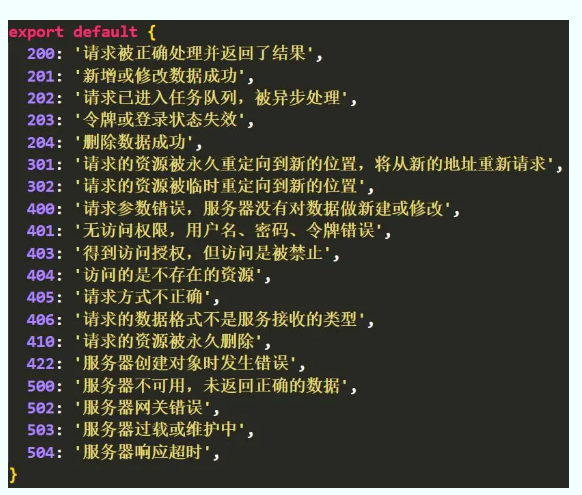 export default {
200: '请求被正确处理并返回了结果',
201: '新增或修改数据成功',
202: '请求已进入任务队列，被异步处理',
203: '令牌或登录状态失效',
204: '删除数据成功',
301: '请求的资源被永久重定向到新的位置，将从新的地址重新请求',
302: '请求的资源被临时重定向到新的位置',
400: '请求参数错误，服务器没有对数据做新建或修改',
401: '无访问权限，用户名、密码、令牌错误',
403: '得到访问授权，但访问是被禁止',
404: '访问的是不存在的资源',
405: '请求方式不正确',
406: '请求的数据格式不是服务接收的类型',
410: '请求的资源被永久删除',
422: '服务器创建对象时发生错误',
500: '服务器不可用，未返回正确的数据',
502: '服务器网关错误',
503: '服务器过载或维护中',
504: '服务器响应超时',
}